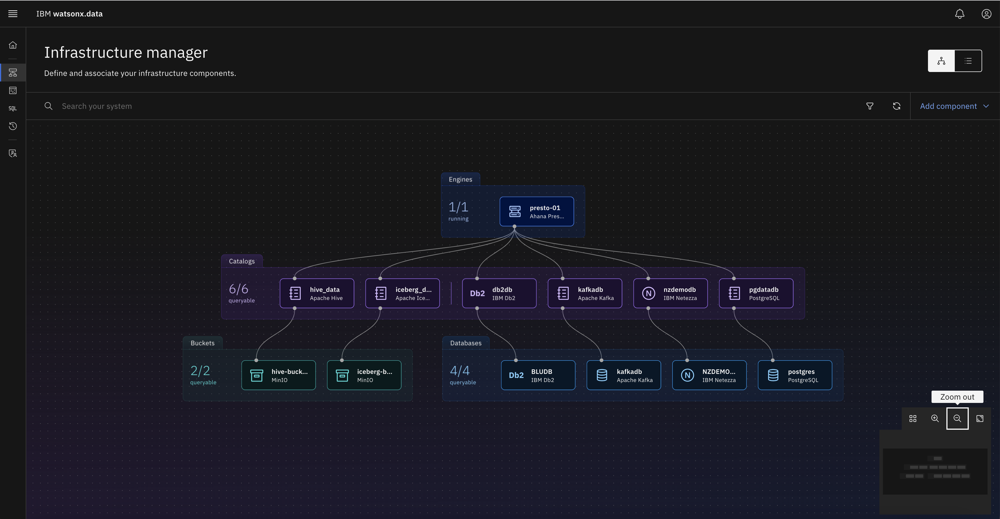 IBM watsonx.data
Infrastructure manager
Define and associate your infrastructure components.
SQL
Search your system
Add component
Engines
1/1
running
presto-01
Ahana Pres...
Catalogs
6/6
queryable
hive_data
Apache Hive
iceberg_d...
Apache Ice...
Db2
db2db
IBM Db2
kafkadb
Apache Kafka
N
nzdemodb
IBM Netezza
pgdatadb
PostgreSQL
Buckets
2/2
queryable
hive-buck...
MinIO
iceberg-b...
MinIO
Databases
4/4
queryable
Db2
BLUDB
IBM Db2
kafkadb
Apache Kafka
N
NZDEMO...
IBM Netezza
postgres
PostgreSQL
Zoom out